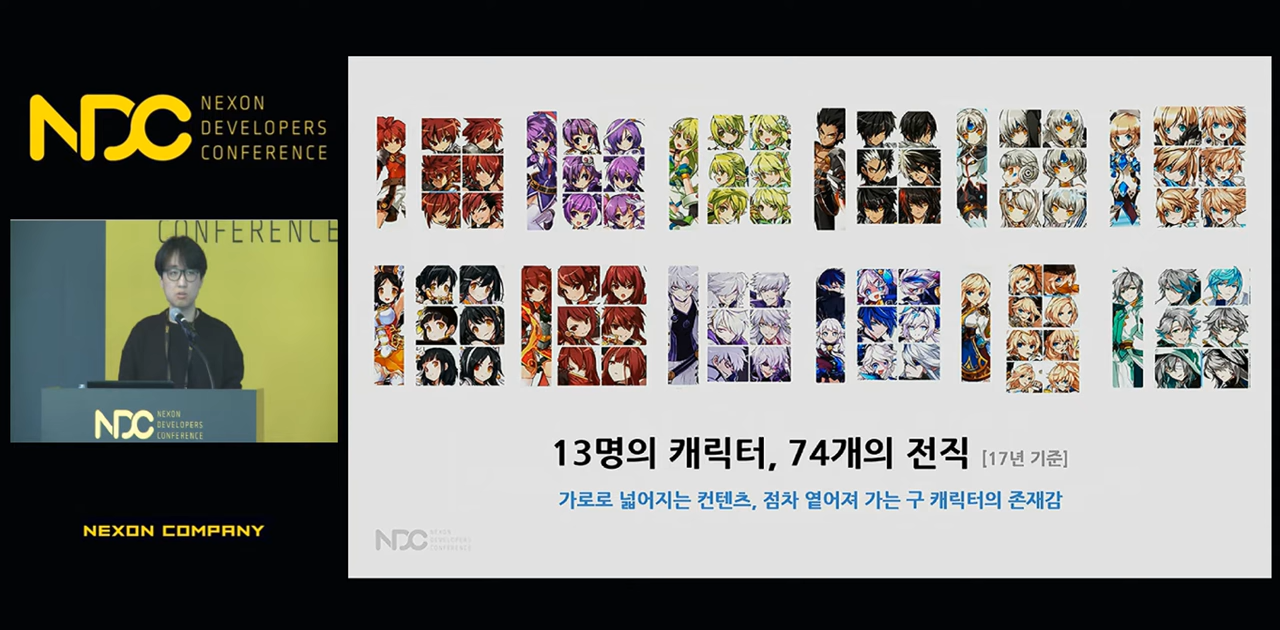 NDC NEXON
DEVELOPERS
CONFERENCE
CONFERENCE
NDC NEXON
DEVELOPERS
CONFERENCE
NEXON COMPANY
13명의 캐릭터, 74개의 전직 [17년 기준]
가로로 넓어지는 컨텐츠, 점차 옅어져 가는 구 캐릭터의 존재감
NDC NEXON
DEVELOPERS
CONFERENCE